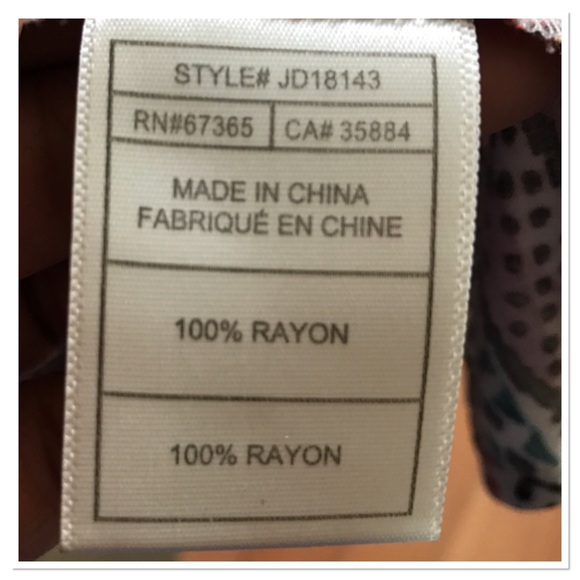 STYLE# JD18143
RN#67365 CA# 35884
MADE IN CHINA
FABRIQUÉ EN CHINE
100% RAYON
100% RAYON